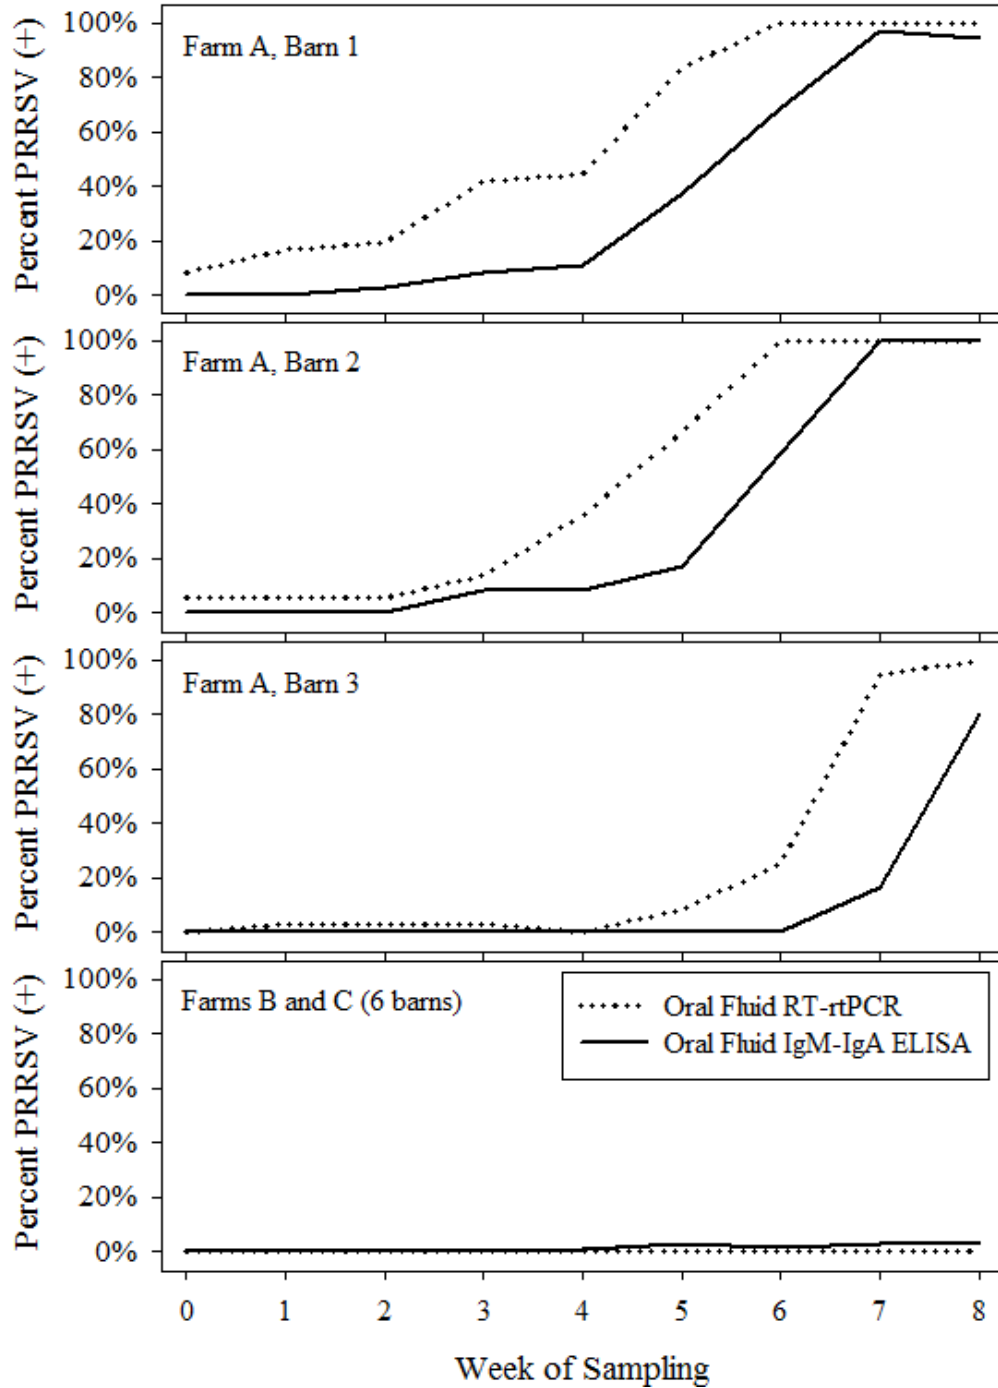 Percent PRRSV (+)
100%
80%
60%
40%
20%
0%
Farm A, Barn 1
Percent PRRSV (+)
100%
80%
60%
40%
20%
0%
Farm A, Barn 2
Percent PRRSV (+)
100%
80%
60%
40%
20%
0%
Farm A, Barn 3
Percent PRRSV (+)
100%
80%
60%
40%
20%
0%
Farms B and C (6 barns)
Oral Fluid RT-rtPCR
Oral Fluid IgM-IgA ELISA
0 1 2 3 4 5 6 7 8
Week of Sampling